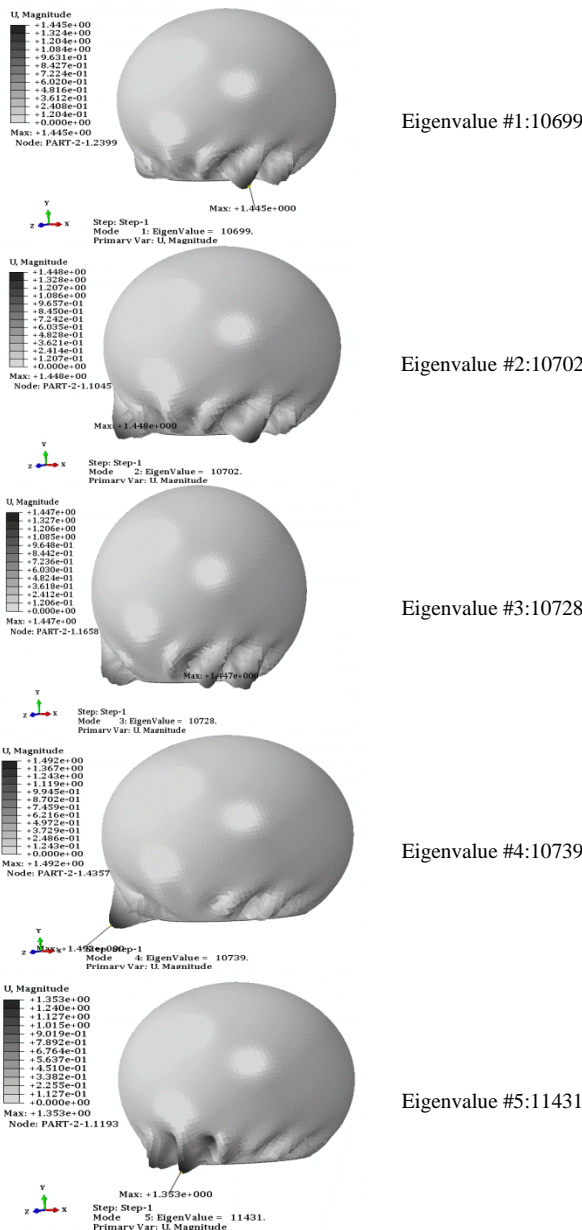 U, Magnitude
+1.445e+00
+1.324e+00
+1.204e+00
+1.084e+00
+9.631e-01
+8.427e-01
+7.224e-01
+6.020e-01
+4.816e-01
+3.612e-01
+2.408e-01
+1.204e-01
+0.000e+00
Max: +1.445e+00
Node: PART-2-1.2399
Eigenvalue #1:10699
Max: +1.445e+000
Y
Z X
Step: Step-1
Mode 1: EigenValue = 10699.
Primary Var: U, Magnitude
U, Magnitude
+1.448e+00
+1.328e+00
+1.207e+00
+1.086e+00
+9.657e-01
+8.450e-01
+7.242e-01
+6.035e-01
+4.828e-01
+3.621e-01
+2.414e-01
+1.207e-01
+0.000e+00
Max: +1.448e+00
Node: PART-2-1.1045
Eigenvalue #2:10702
Max: +1.448e+000
Y
Z X
Step: Step-1
Mode 2: EigenValue = 10702.
Primary Var: U, Magnitude
U, Magnitude
+1.447e+00
+1.327e+00
+1.206e+00
+1.085e+00
+9.648e-01
+8.442e-01
+7.236e-01
+6.030e-01
+4.824e-01
+3.618e-01
+2.412e-01
+1.206e-01
+0.000e+00
Max: +1.447e+00
Node: PART-2-1.1658
Eigenvalue #3:10728
Max: +1.447e+000
Y
Z X
Step: Step-1
Mode 3: EigenValue = 10728.
Primary Var: U, Magnitude
U, Magnitude
+1.492e+00
+1.367e+00
+1.243e+00
+1.119e+00
+9.945e-01
+8.702e-01
+7.459e-01
+6.216e-01
+4.972e-01
+3.729e-01
+2.486e-01
+1.243e-01
+0.000e+00
Max: +1.492e+00
Node: PART-2-1.4357
Eigenvalue #4:10739
Y
Z X
Max: +1.492e+000
Step: Step-1
Mode 4: EigenValue = 10739.
Primary Var: U, Magnitude
U, Magnitude
+1.353e+00
+1.240e+00
+1.127e+00
+1.015e+00
+9.019e-01
+7.892e-01
+6.764e-01
+5.637e-01
+4.510e-01
+3.382e-01
+2.255e-01
+1.127e-01
+0.000e+00
Max: +1.353e+00
Node: PART-2-1.1193
Eigenvalue #5:11431
Max: +1.353e+000
Y
Z X
Step: Step-1
Mode 5: EigenValue = 11431.
Primary Var: U, Magnitude